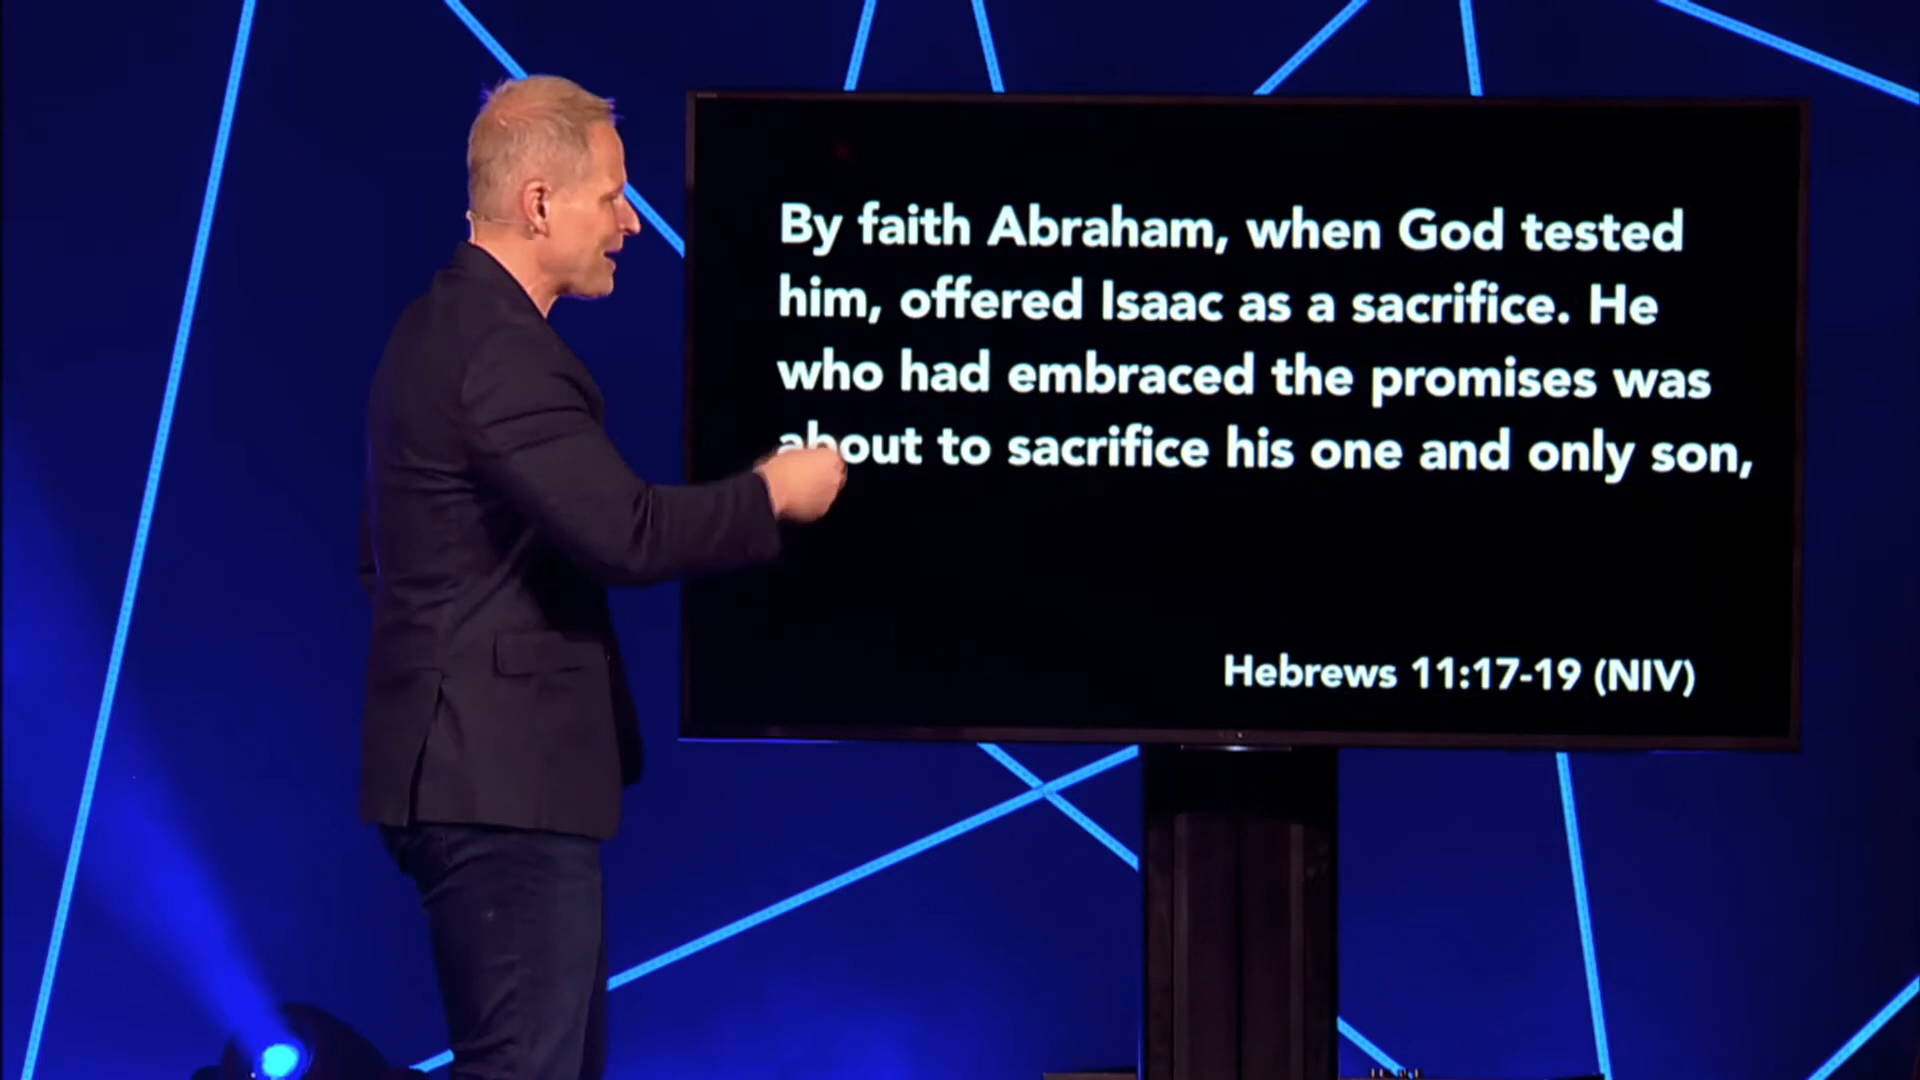 By faith Abraham, when God tested
him, offered Isaac as a sacrifice. He
who had embraced the promises was
about to sacrifice his one and only son,
Hebrews 11:17-19 (NIV)